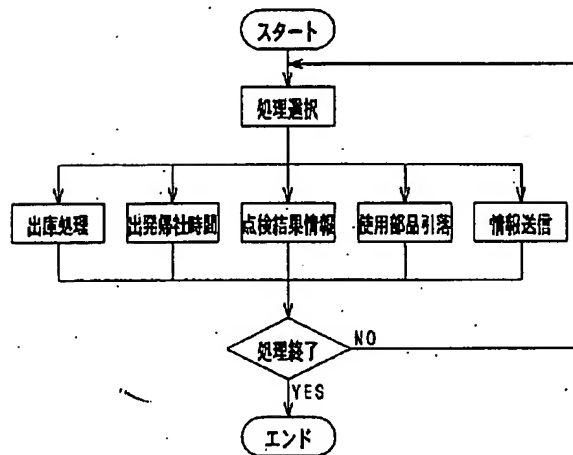 スタート
処理選択
出庫処理
出発帰社時間
点検結果情報
使用部品引落
情報送信
処理終了
NO
YES
エンド